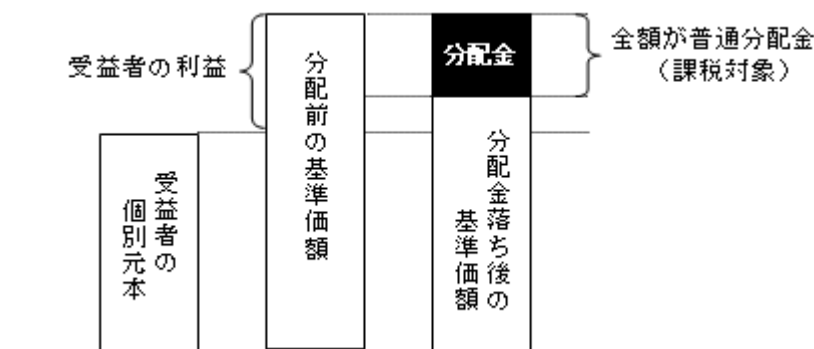 受益者の利益
分配前の基準価額
分配金
全額が普通分配金
（課税対象）
受益者の
個別元本
分配金落ち後の
基準価額